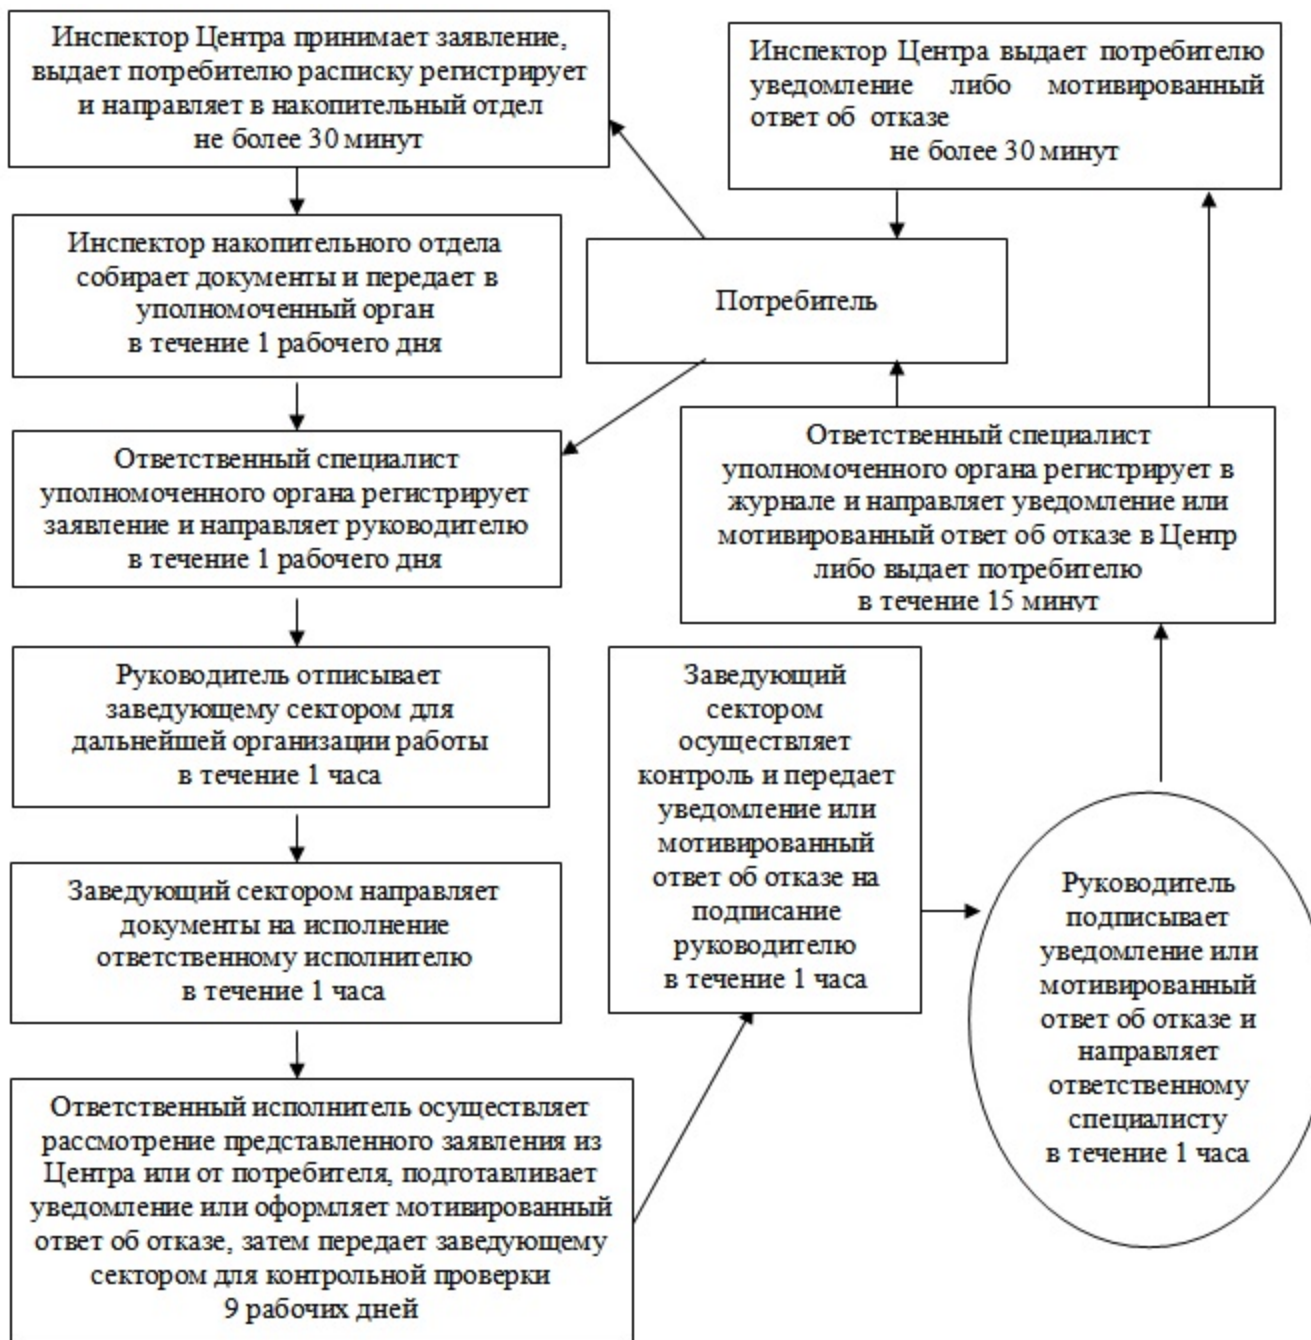 Инспектор Центра принимает заявление,
выдает потребителю расписку регистрирует
и направляет в накопительный отдел
не более 30 минут
Инспектор Центра выдает потребителю
уведомление либо мотивированный
ответ об отказе
не более 30 минут
Инспектор накопительного отдела
собирает документы и передает в
уполномоченный орган
в течение 1 рабочего дня
Потребитель
Ответственный специалист
уполномоченного органа регистрирует
заявление и направляет руководителю
в течение 1 рабочего дня
Ответственный специалист
уполномоченного органа регистрирует в
журнале и направляет уведомление или
мотивированный ответ об отказе в Центр
либо выдает потребителю
в течение 15 минут
Руководитель отписывает
заведующему сектором для
дальнейшей организации работы
в течение 1 часа
Заведующий
сектором
осуществляет
контроль и передает
уведомление или
мотивированный
ответ об отказе на
подписание
руководителю
в течение 1 часа
Заведующий сектором направляет
документы на исполнение
ответственному исполнителю
в течение 1 часа
Руководитель
подписывает
уведомление или
мотивированный
ответ об отказе и
направляет
ответственному
специалисту
в течение 1 часа
Ответственный исполнитель осуществляет
рассмотрение представленного заявления из
Центра или от потребителя, подготавливает
уведомление или оформляет мотивированный
ответ об отказе, затем передает заведующему
сектором для контрольной проверки
9 рабочих дней